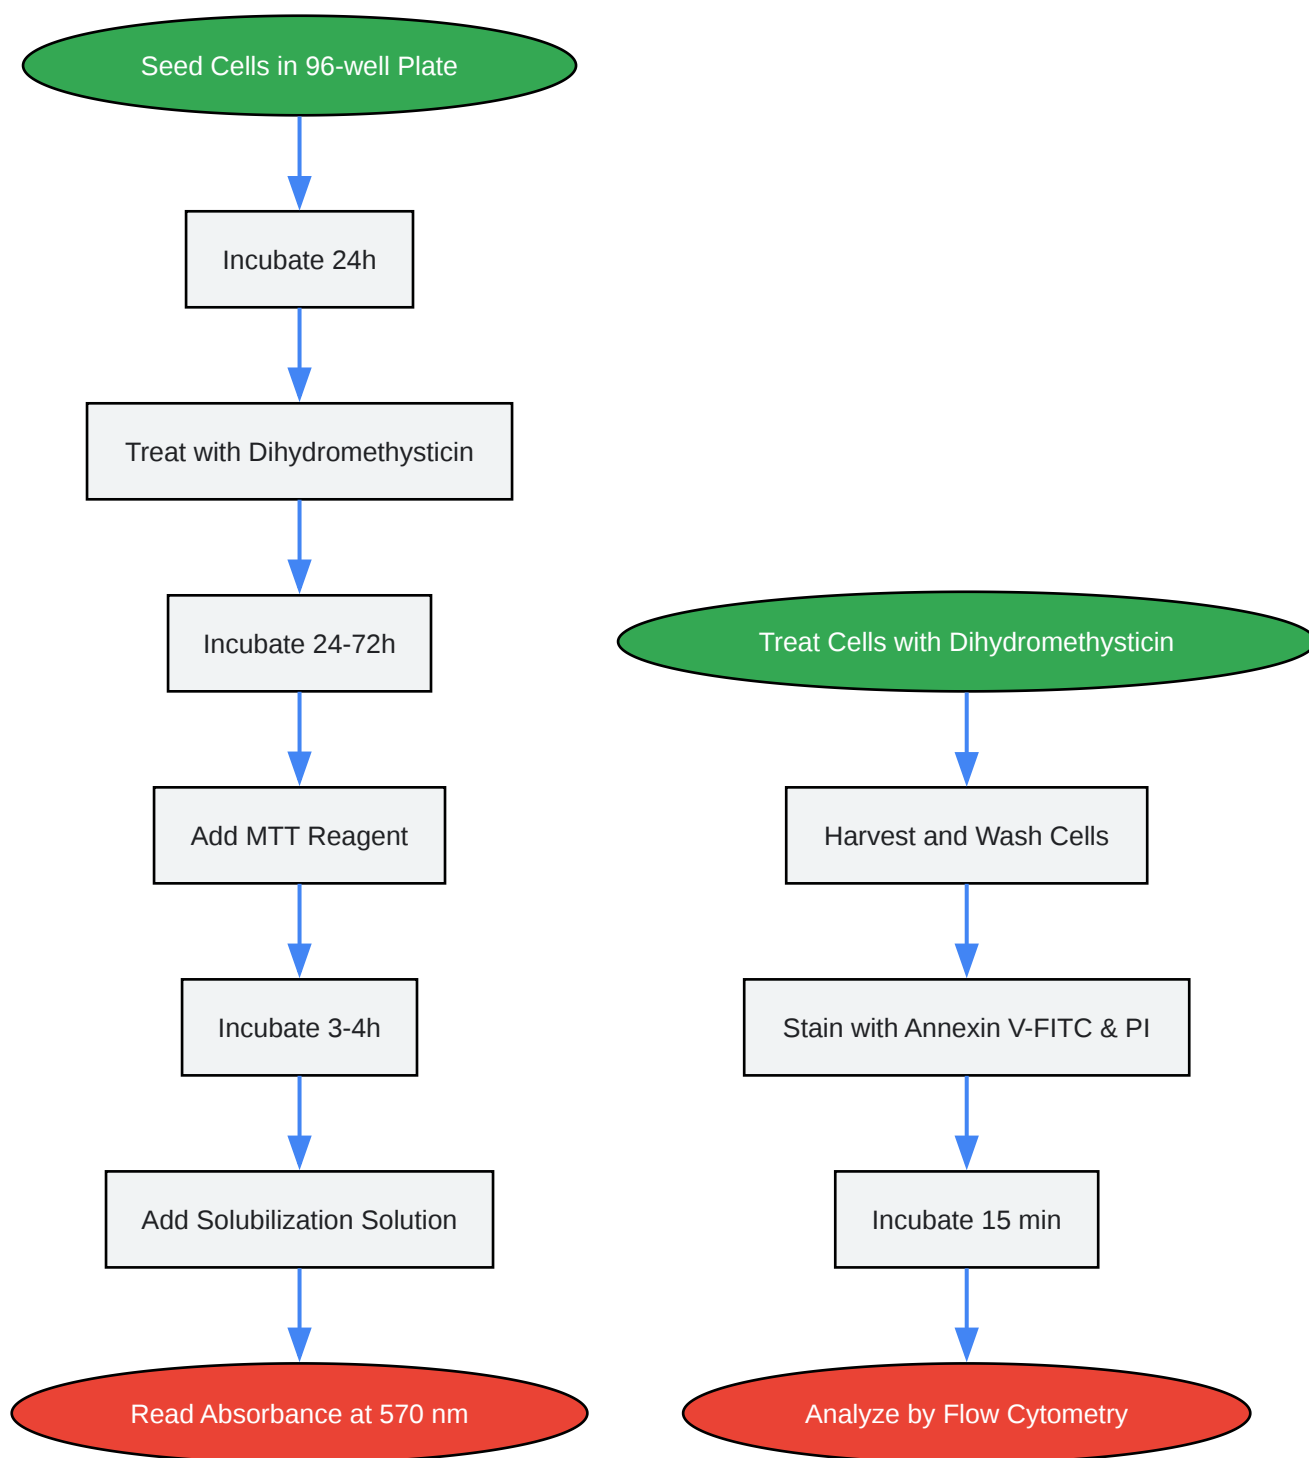 Seed Cells in 96-well Plate
Incubate 24h
Treat with Dihydromethysticin
Incubate 24-72h
Add MTT Reagent
Incubate 3-4h
Add Solubilization Solution
Read Absorbance at 570 nm
Treat Cells with Dihydromethysticin
Harvest and Wash Cells
Stain with Annexin V-FITC & PI
Incubate 15 min
Analyze by Flow Cytometry